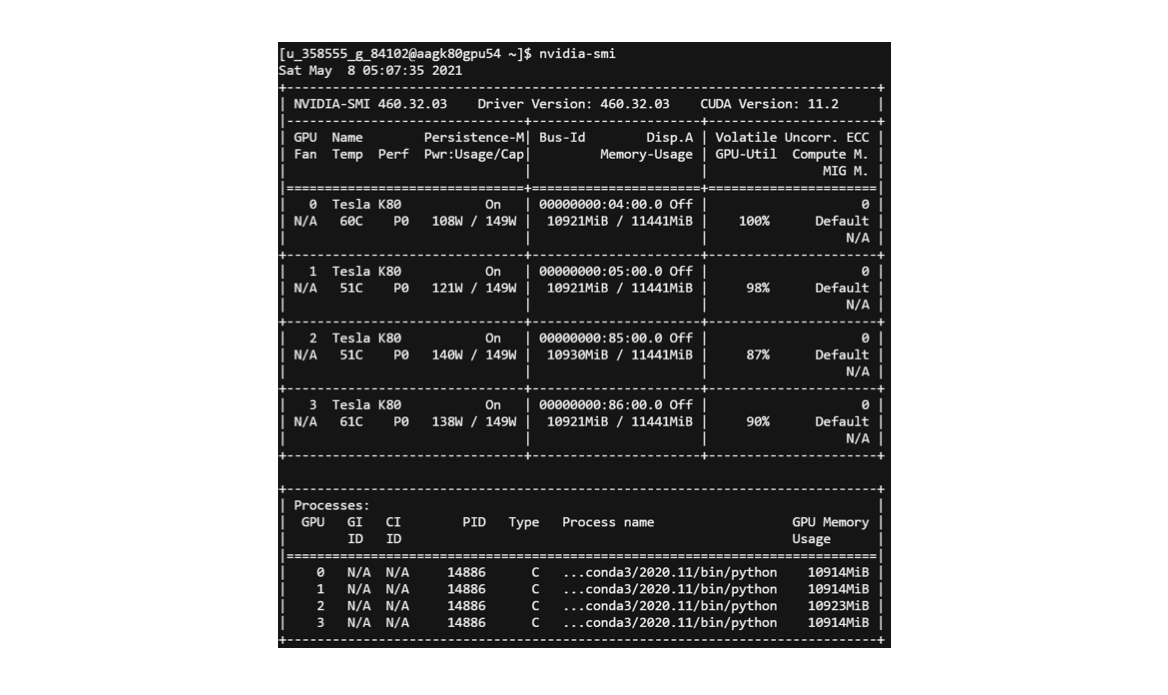 [u_358555_g_84102@aagk80gpu54 ~]$ nvidia-smi
Sat May  8 05:07:35 2021
+-----------------------------------------------------------------------------+
| NVIDIA-SMI 460.32.03    Driver Version: 460.32.03    CUDA Version: 11.2     |
|-------------------------------+----------------------+----------------------+
| GPU  Name        Persistence-M| Bus-Id        Disp.A | Volatile Uncorr. ECC |
| Fan  Temp  Perf  Pwr:Usage/Cap|         Memory-Usage | GPU-Util  Compute M. |
|                               |                      |               MIG M. |
|===============================+======================+======================|
|   0  Tesla K80           On   | 00000000:04:00.0 Off |                    0 |
| N/A   60C    P0   108W / 149W |  10921MiB / 11441MiB |    100%      Default |
|                               |                      |                  N/A |
+-------------------------------+----------------------+----------------------+
|   1  Tesla K80           On   | 00000000:05:00.0 Off |                    0 |
| N/A   51C    P0   121W / 149W |  10921MiB / 11441MiB |     98%      Default |
|                               |                      |                  N/A |
+-------------------------------+----------------------+----------------------+
|   2  Tesla K80           On   | 00000000:85:00.0 Off |                    0 |
| N/A   51C    P0   140W / 149W |  10930MiB / 11441MiB |     87%      Default |
|                               |                      |                  N/A |
+-------------------------------+----------------------+----------------------+
|   3  Tesla K80           On   | 00000000:86:00.0 Off |                    0 |
| N/A   61C    P0   138W / 149W |  10921MiB / 11441MiB |     90%      Default |
|                               |                      |                  N/A |
+-------------------------------+----------------------+----------------------+

+-----------------------------------------------------------------------------+
| Processes:                                                                  |
|  GPU   GI   CI        PID   Type   Process name                  GPU Memory |
|        ID   ID                                                   Usage      |
|=============================================================================|
|    0   N/A  N/A     14886      C   ...conda3/2020.11/bin/python    10914MiB |
|    1   N/A  N/A     14886      C   ...conda3/2020.11/bin/python    10914MiB |
|    2   N/A  N/A     14886      C   ...conda3/2020.11/bin/python    10923MiB |
|    3   N/A  N/A     14886      C   ...conda3/2020.11/bin/python    10914MiB |
+-----------------------------------------------------------------------------+